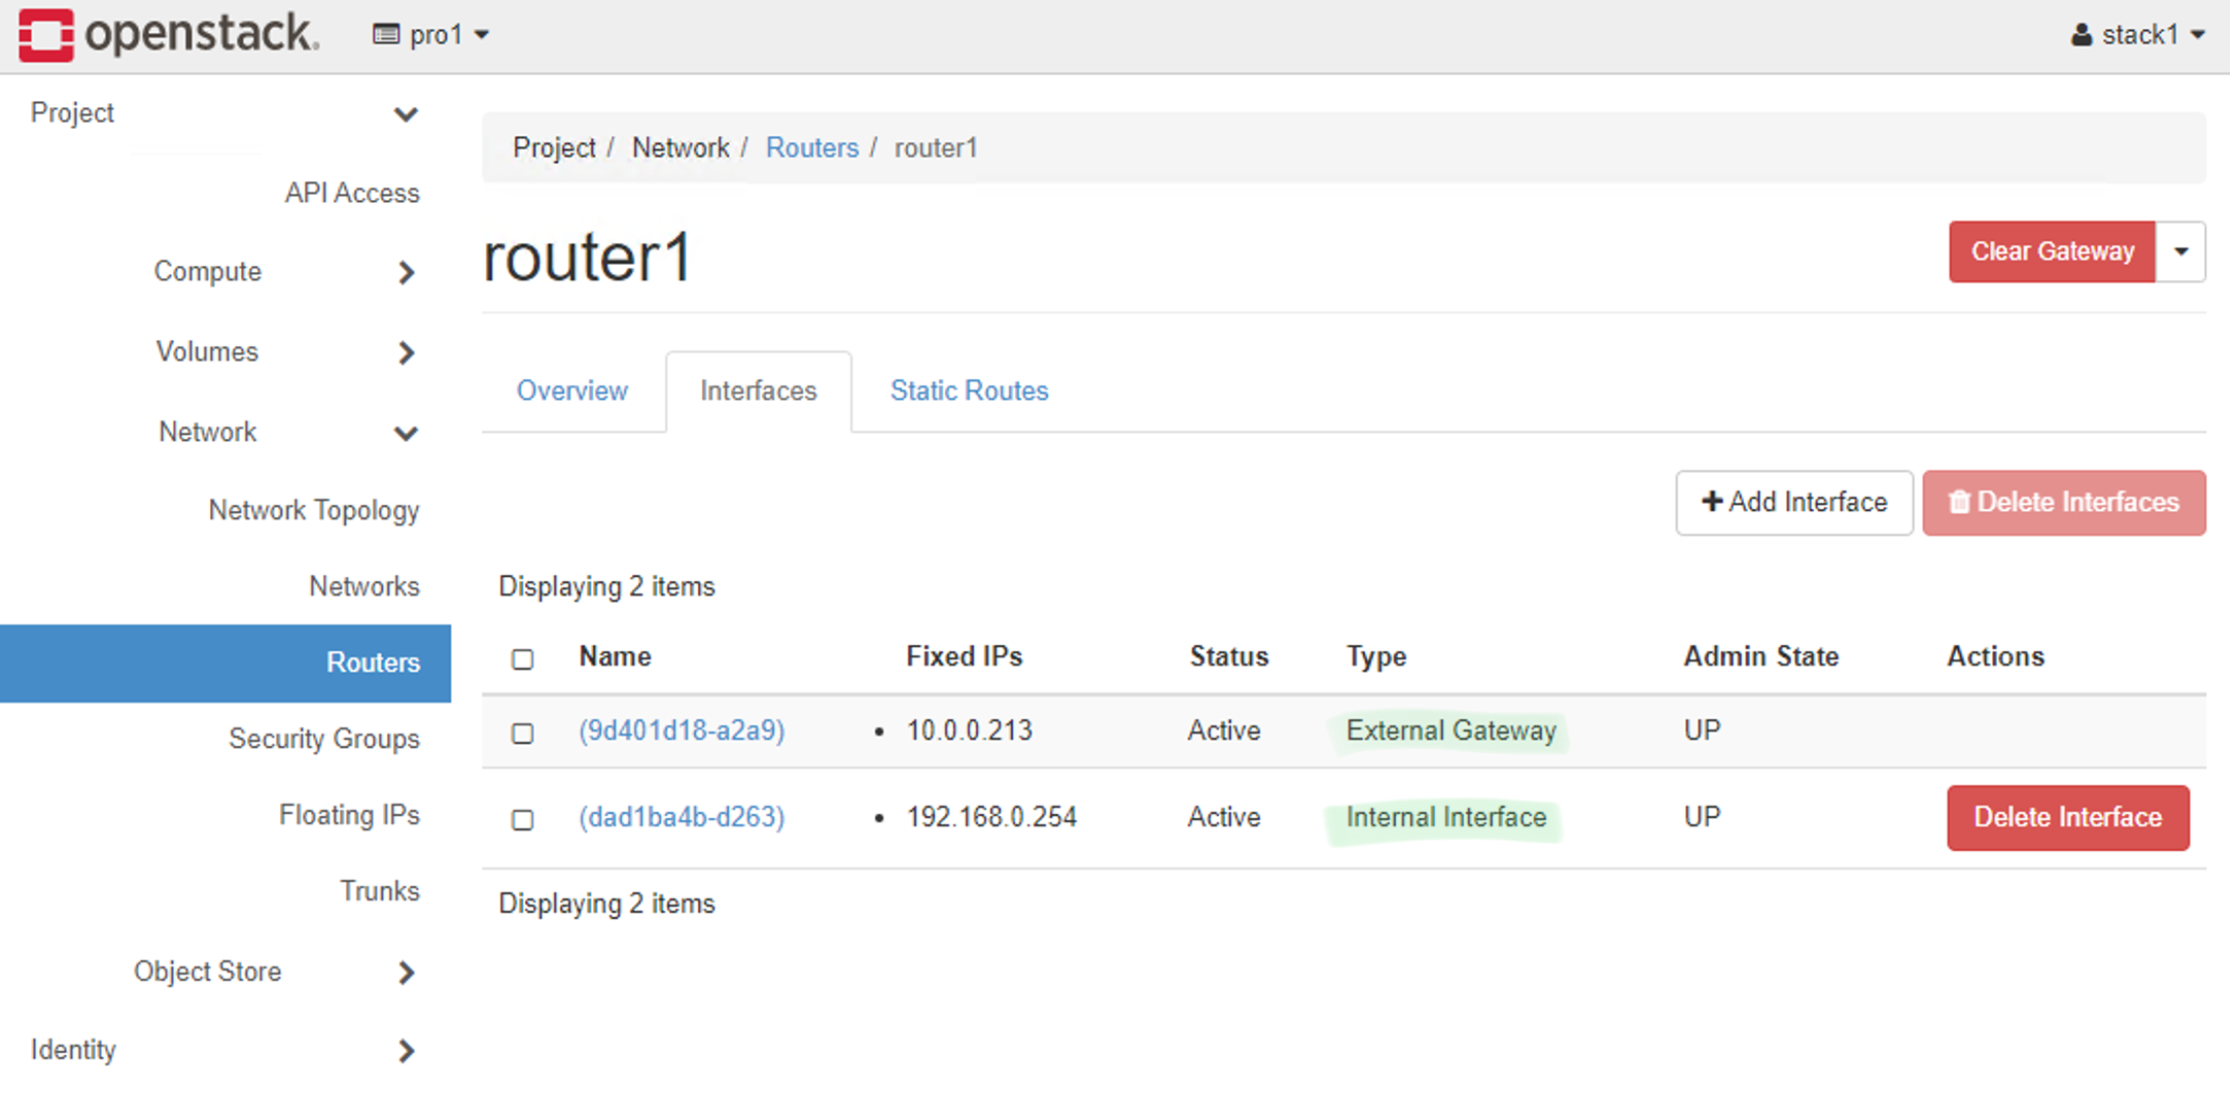 openstack.
pro1
stack1
Project
API Access
Compute
Volumes
Network
Network Topology
Networks
Routers
Security Groups
Floating IPs
Trunks
Object Store
Identity
Project / Network / Routers / router1
router1
Clear Gateway
Overview
Interfaces
Static Routes
Add Interface
Delete Interfaces
Displaying 2 items
Name Fixed IPs Status Type Admin State Actions
(9d401d18-a2a9) • 10.0.0.213 Active External Gateway UP
(dad1ba4b-d263) • 192.168.0.254 Active Internal Interface UP Delete Interface
Displaying 2 items